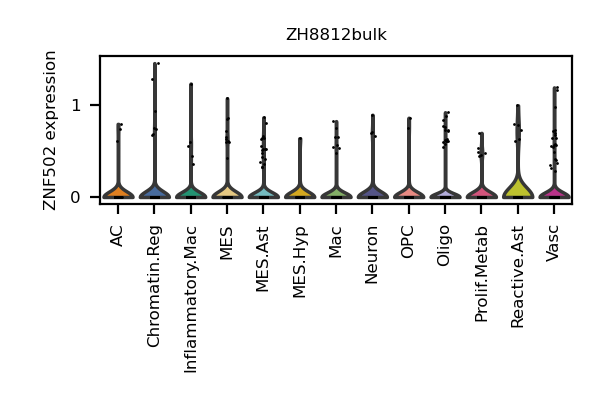 ZH8812bulk
ZNF502 expression
1
0
AC
Chromatin.Reg
Inflammatory.Mac
MES
MES.Ast
MES.Hyp
Mac
Neuron
OPC
Oligo
Prolif.Metab
Reactive.Ast
Vasc